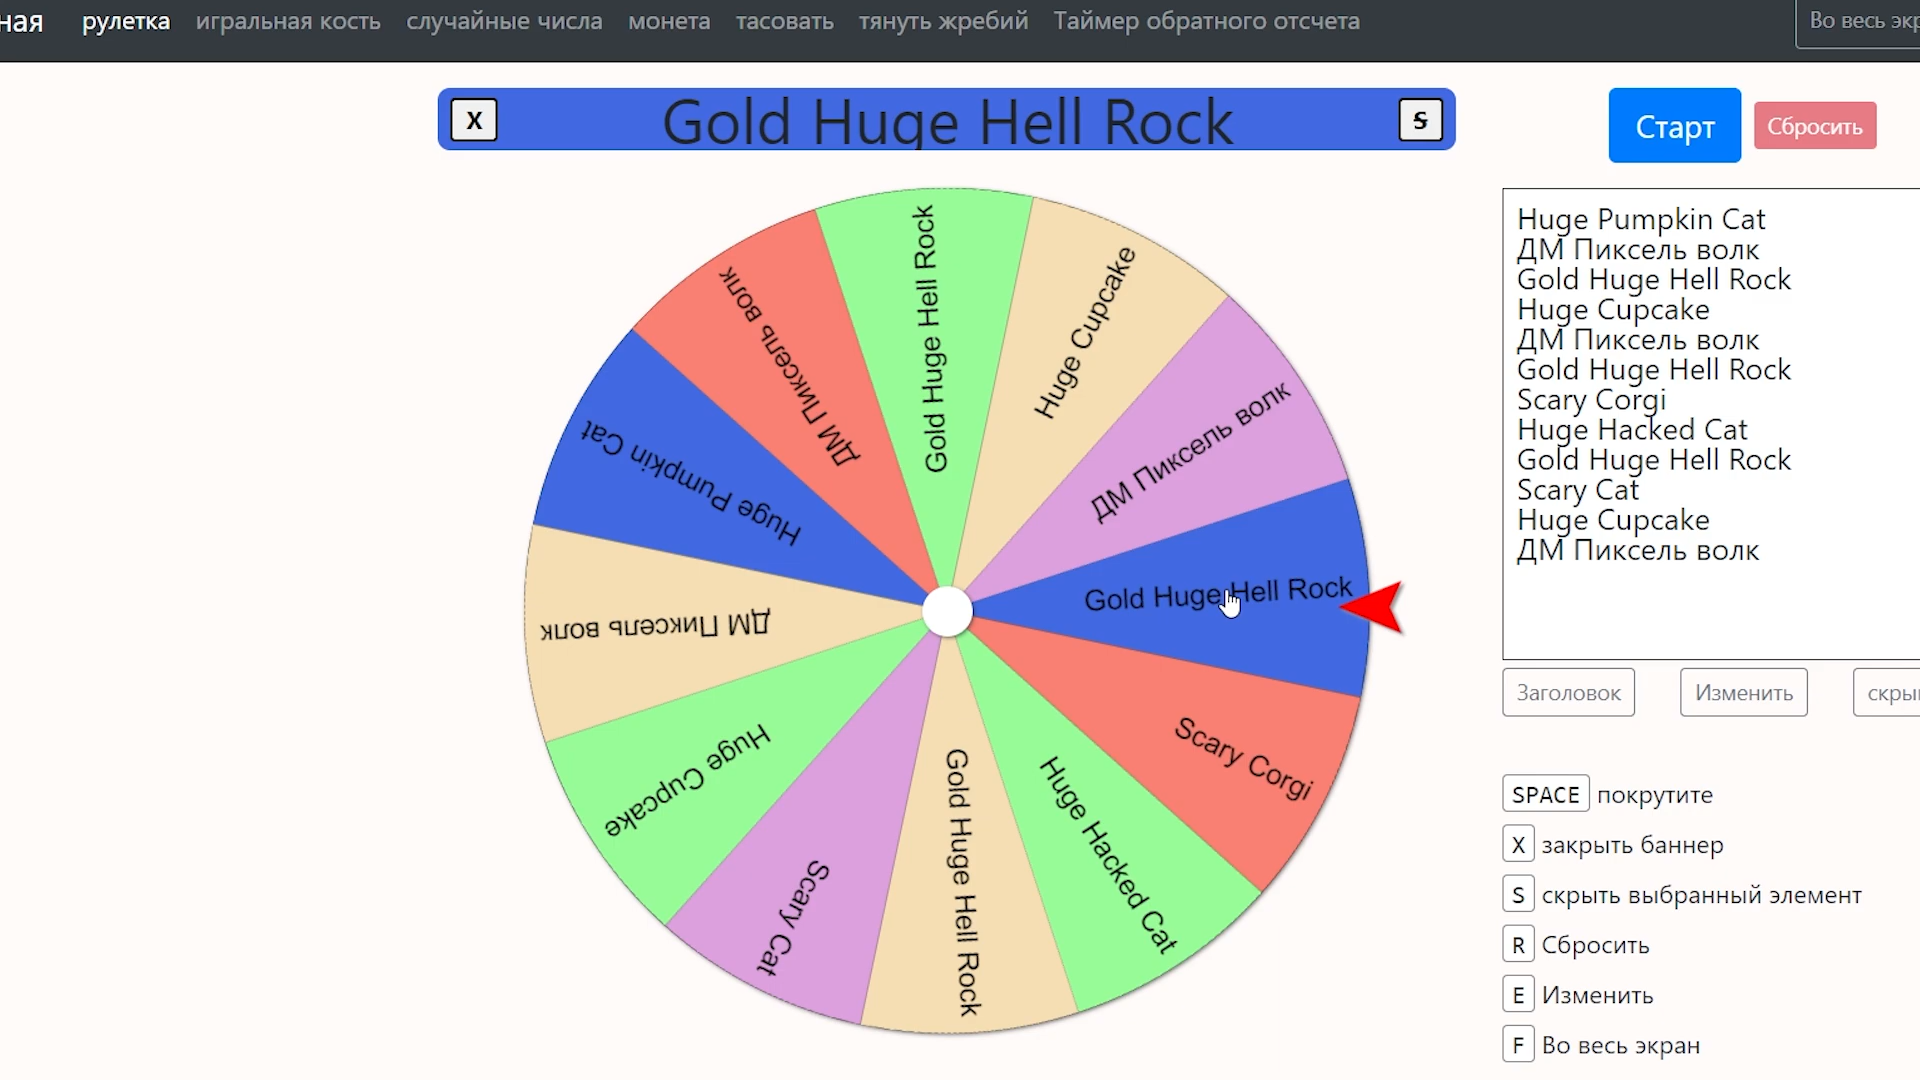 ная рулетка игральная кость случайные числа монета тасовать тянуть жребий Таймер обратного отсчета Во весь экр
X Gold Huge Hell Rock S
Старт Сбросить
Gold Huge Hell Rock
Huge Cupcake
ДМ Пиксель волк
Gold Huge Hell Rock
Scary Corgi
Huge Hacked Cat
Gold Huge Hell Rock
Scary Cat
Huge Cupcake
ДМ Пиксель волк
Huge Pumpkin Cat
ДМ Пиксель волк
Huge Pumpkin Cat
ДМ Пиксель волк
Gold Huge Hell Rock
Huge Cupcake
ДМ Пиксель волк
Gold Huge Hell Rock
Scary Corgi
Huge Hacked Cat
Gold Huge Hell Rock
Scary Cat
Huge Cupcake
ДМ Пиксель волк
Заголовок Изменить скры
SPACE покрутите
X закрыть баннер
S скрыть выбранный элемент
R Сбросить
E Изменить
F Во весь экран